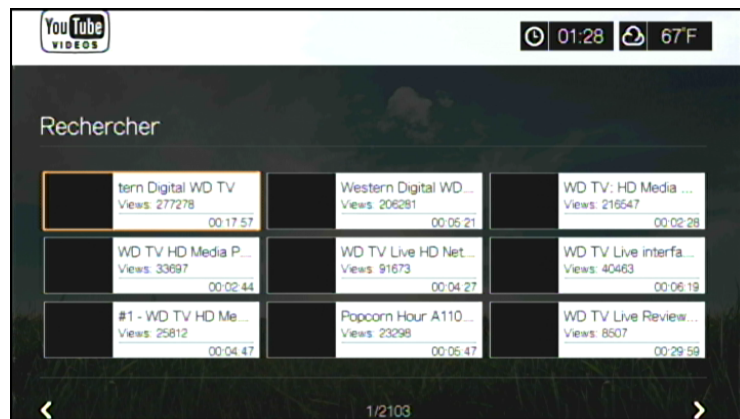 You Tube
VIDEOS
01:28 67°F
Rechercher
tern Digital WD TV
Views: 277278
00:17:57
Western Digital WD...
Views: 206281
00:05:21
WD TV: HD Media ...
Views: 216547
00:02:28
WD TV HD Media P...
Views: 33697
00:02:44
WD TV Live HD Net...
Views: 91673
00:04:27
WD TV Live interfa...
Views: 40463
00:06:19
#1 - WD TV HD Me...
Views: 25812
00:04:47
Popcorn Hour A110...
Views: 23298
00:05:47
WD TV Live Review...
Views: 8507
00:29:59
1/2103